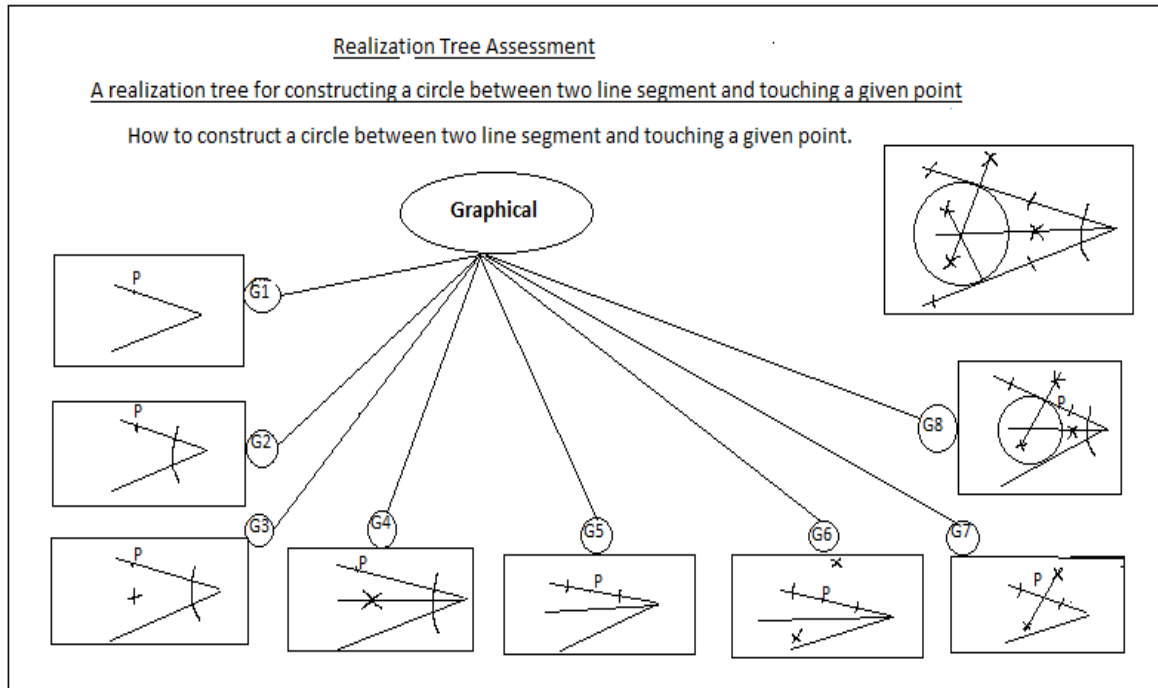 Realization Tree Assessment
A realization tree for constructing a circle between two line segment and touching a given point
How to construct a circle between two line segment and touching a given point.
Graphical
P
G1
P
G2
G8
P
G3
G4
G5
G6
G7
P
P
P
P
P